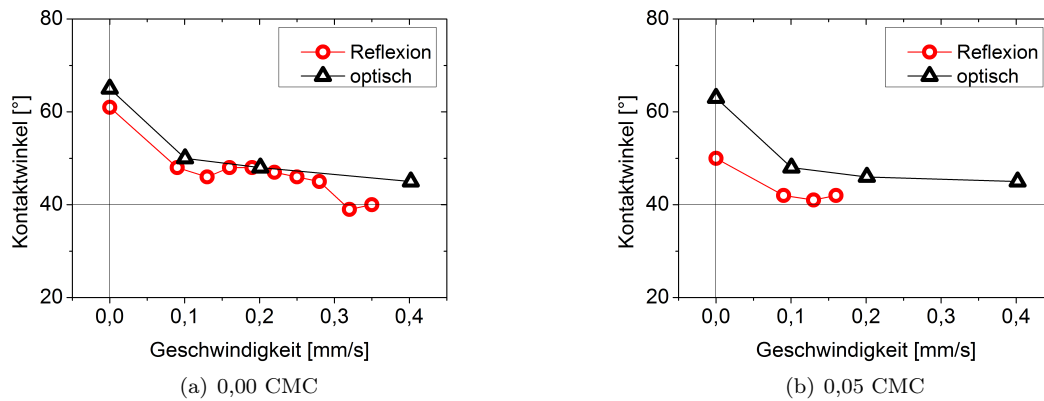 80
60
40
20
Kontaktwinkel [°]
Reflexion
optisch
0,0 0,1 0,2 0,3 0,4
Geschwindigkeit [mm/s]
(a) 0,00 CMC
80
60
40
20
Kontaktwinkel [°]
Reflexion
optisch
0,0 0,1 0,2 0,3 0,4
Geschwindigkeit [mm/s]
(b) 0,05 CMC